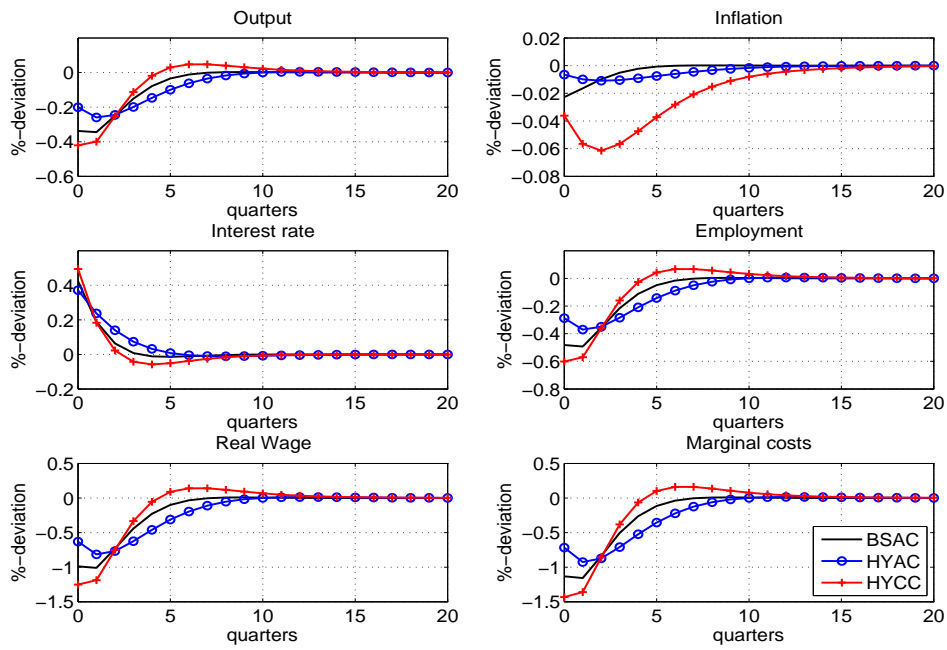 Output
%−deviation
0
−0.2
−0.4
−0.6
0 5 10 15 20
quarters
Inflation
%−deviation
0.02
0
−0.02
−0.04
−0.06
−0.08
0 5 10 15 20
quarters
Interest rate
%−deviation
0.4
0.2
0
−0.2
0 5 10 15 20
quarters
Employment
%−deviation
0
−0.2
−0.4
−0.6
−0.8
0 5 10 15 20
quarters
Real Wage
%−deviation
0.5
0
−0.5
−1
−1.5
0 5 10 15 20
quarters
Marginal costs
%−deviation
0.5
0
−0.5
−1
−1.5
0 5 10 15 20
quarters
BSAC
HYAC
HYCC